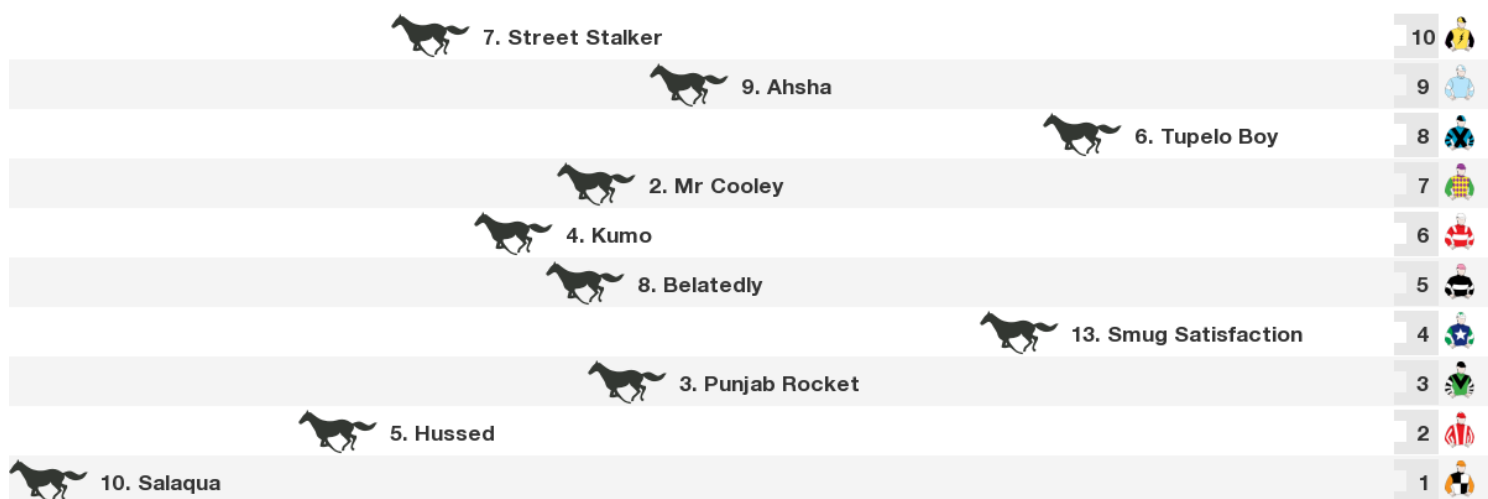 7. Street Stalker 10
9. Ahsha 9
6. Tupelo Boy 8
2. Mr Cooley 7
4. Kumo 6
8. Belatedly 5
13. Smug Satisfaction 4
3. Punjab Rocket 3
5. Hussed 2
10. Salaqua 1